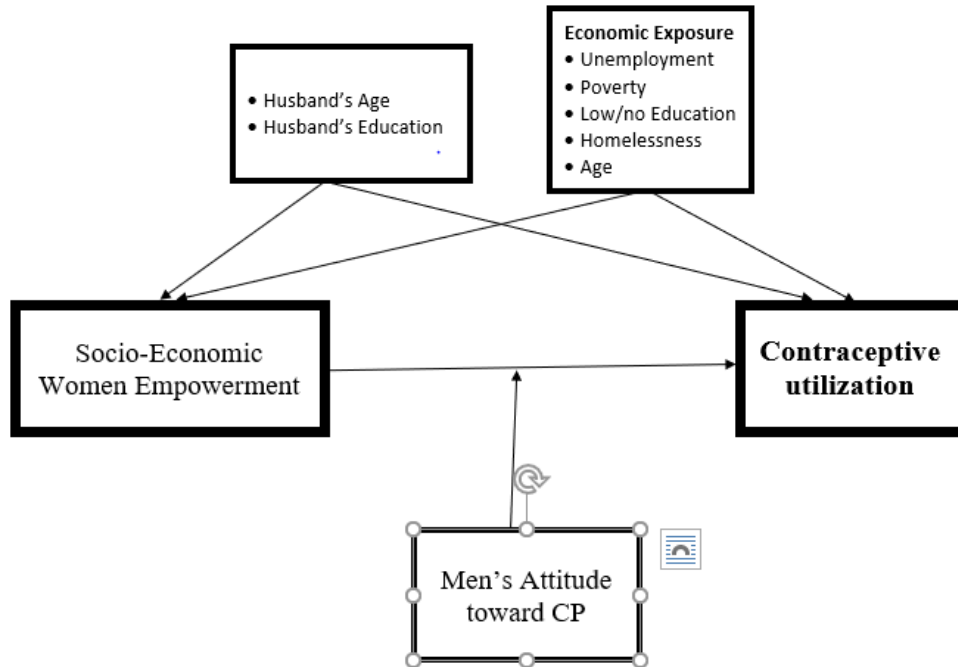 • Husband's Age
• Husband's Education
Economic Exposure
• Unemployment
• Poverty
• Low/no Education
• Homelessness
• Age
Socio-Economic
Women Empowerment
Contraceptive
utilization
Men's Attitude
toward CP